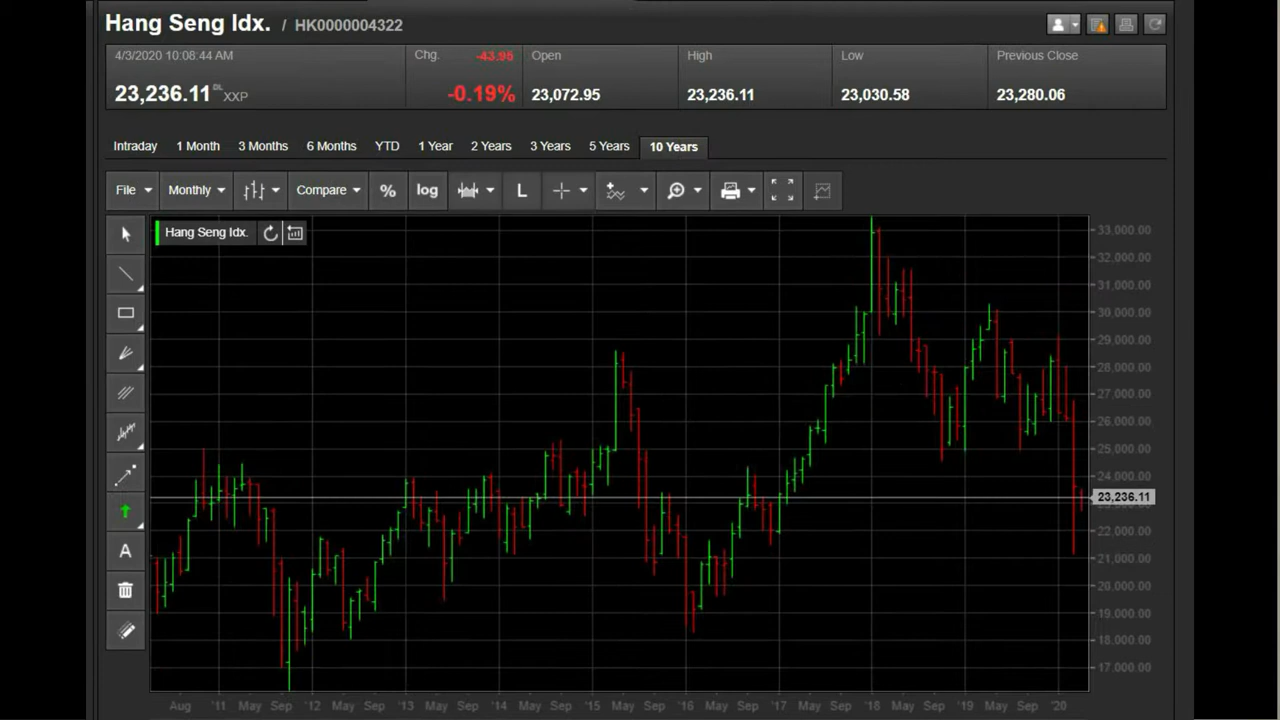 Hang Seng Idx. / HK0000004322
4/3/2020 10:08:44 AM
23,236.11 XXP
Chg. -43.95
-0.19%
Open
23,072.95
High
23,236.11
Low
23,030.58
Previous Close
23,280.06
Intraday 1 Month 3 Months 6 Months YTD 1 Year 2 Years 3 Years 5 Years 10 Years
File Monthly Compare % log L
Hang Seng Idx.
A
33,000.00
32,000.00
31,000.00
30,000.00
29,000.00
28,000.00
27,000.00
26,000.00
25,000.00
24,000.00
23,236.11
22,000.00
21,000.00
20,000.00
19,000.00
18,000.00
17,000.00
Aug '11 May Sep '12 May Sep '13 May Sep '14 May Sep '15 May Sep '16 May Sep '17 May Sep '18 May Sep '19 May Sep '20